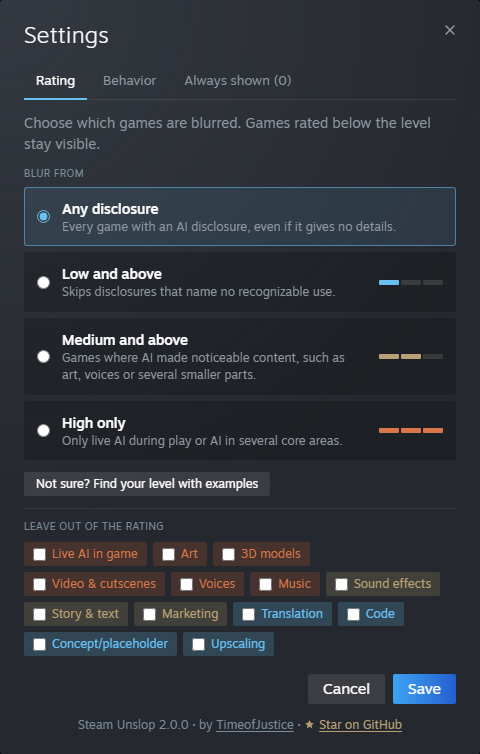 Settings
×
Rating Behavior Always shown (0)
Choose which games are blurred. Games rated below the level
stay visible.
BLUR FROM
Any disclosure
Every game with an AI disclosure, even if it gives no details.
Low and above
Skips disclosures that name no recognizable use.
Medium and above
Games where AI made noticeable content, such as
art, voices or several smaller parts.
High only
Only live AI during play or AI in several core areas.
Not sure? Find your level with examples
LEAVE OUT OF THE RATING
Live AI in game Art 3D models
Video & cutscenes Voices Music Sound effects
Story & text Marketing Translation Code
Concept/placeholder Upscaling
Cancel Save
Steam Unslop 2.0.0 · by TimeofJustice · ★ Star on GitHub